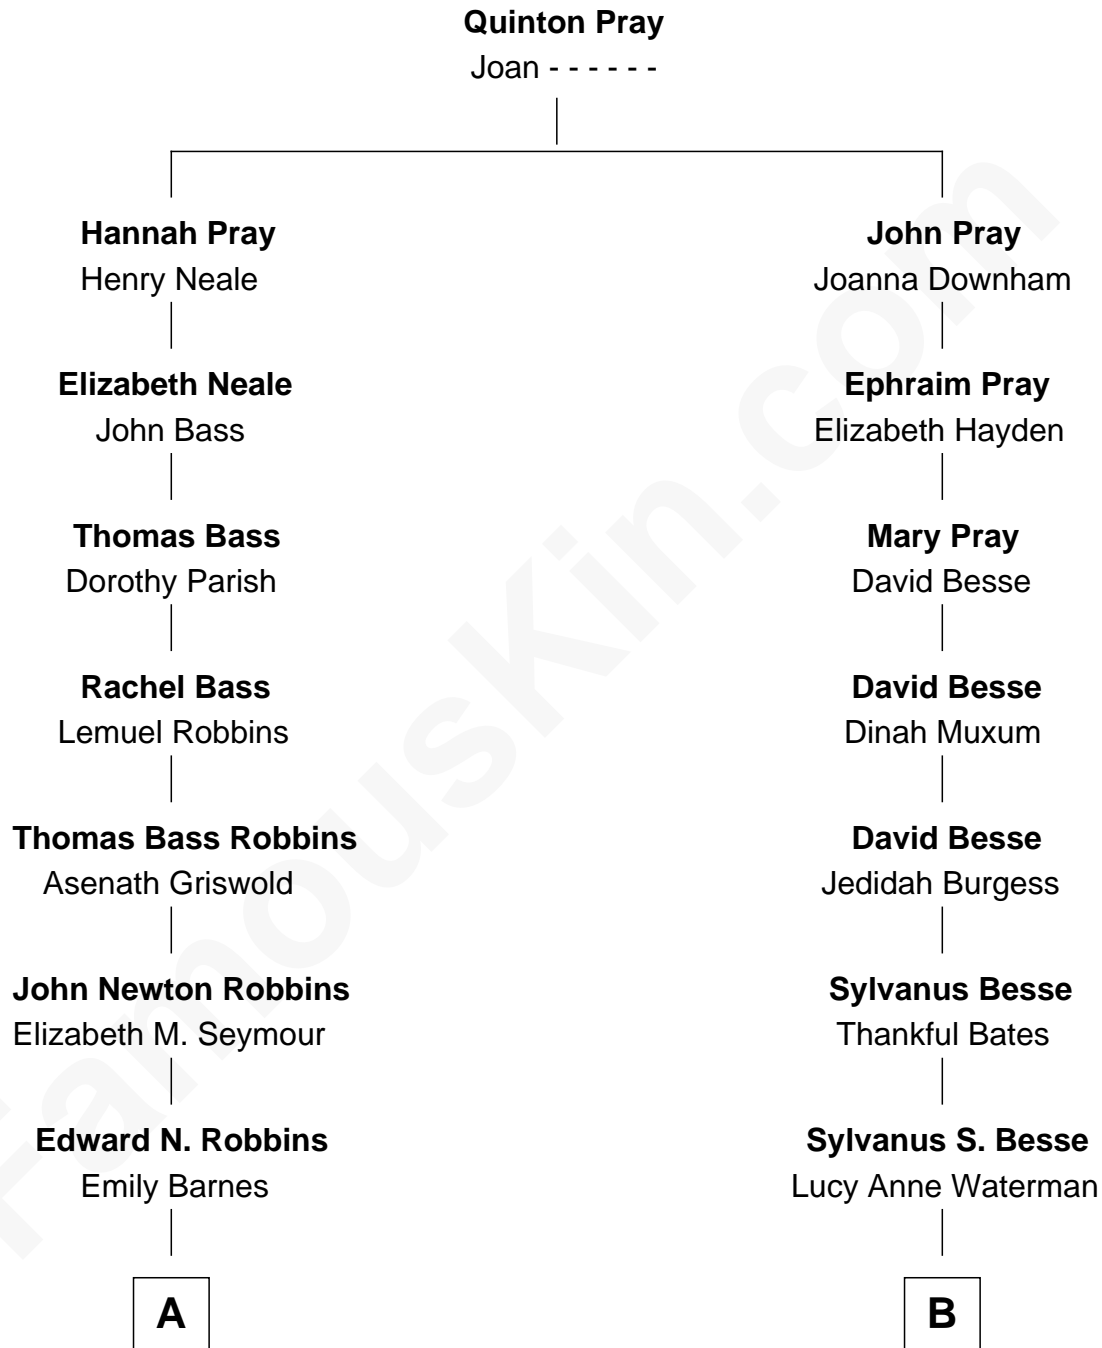 Quinton Pray
Joan - - - - - -
Hannah Pray
Henry Neale
John Pray
Joanna Downham
Elizabeth Neale
John Bass
Ephraim Pray
Elizabeth Hayden
Thomas Bass
Dorothy Parish
Mary Pray
David Besse
Rachel Bass
Lemuel Robbins
David Besse
Dinah Muxum
Thomas Bass Robbins
Asenath Griswold
David Besse
Jedidah Burgess
John Newton Robbins
Elizabeth M. Seymour
Sylvanus Besse
Thankful Bates
Edward N. Robbins
Emily Barnes
Sylvanus S. Besse
Lucy Anne Waterman
A
B
FamousKin.com